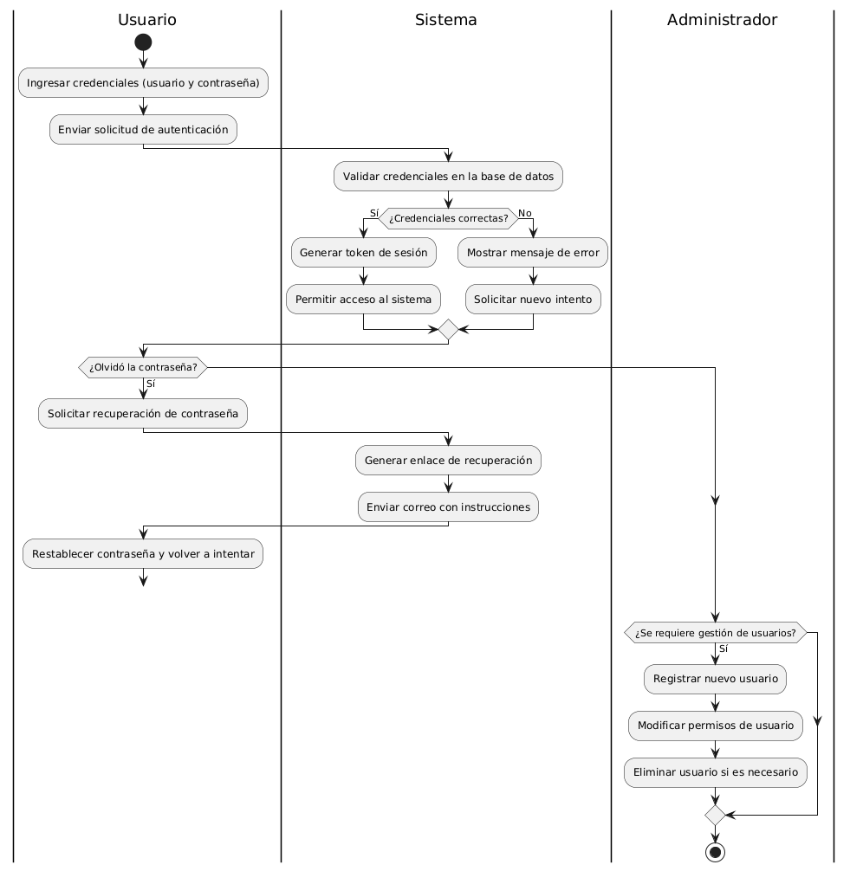 Usuario
Sistema
Administrador
Ingresar credenciales (usuario y contraseña)
Enviar solicitud de autenticación
Validar credenciales en la base de datos
¿Credenciales correctas?
Sí
No
Generar token de sesión
Mostrar mensaje de error
Permitir acceso al sistema
Solicitar nuevo intento
¿Olvidó la contraseña?
Sí
Solicitar recuperación de contraseña
Generar enlace de recuperación
Enviar correo con instrucciones
Restablecer contraseña y volver a intentar
¿Se requiere gestión de usuarios?
Sí
Registrar nuevo usuario
Modificar permisos de usuario
Eliminar usuario si es necesario